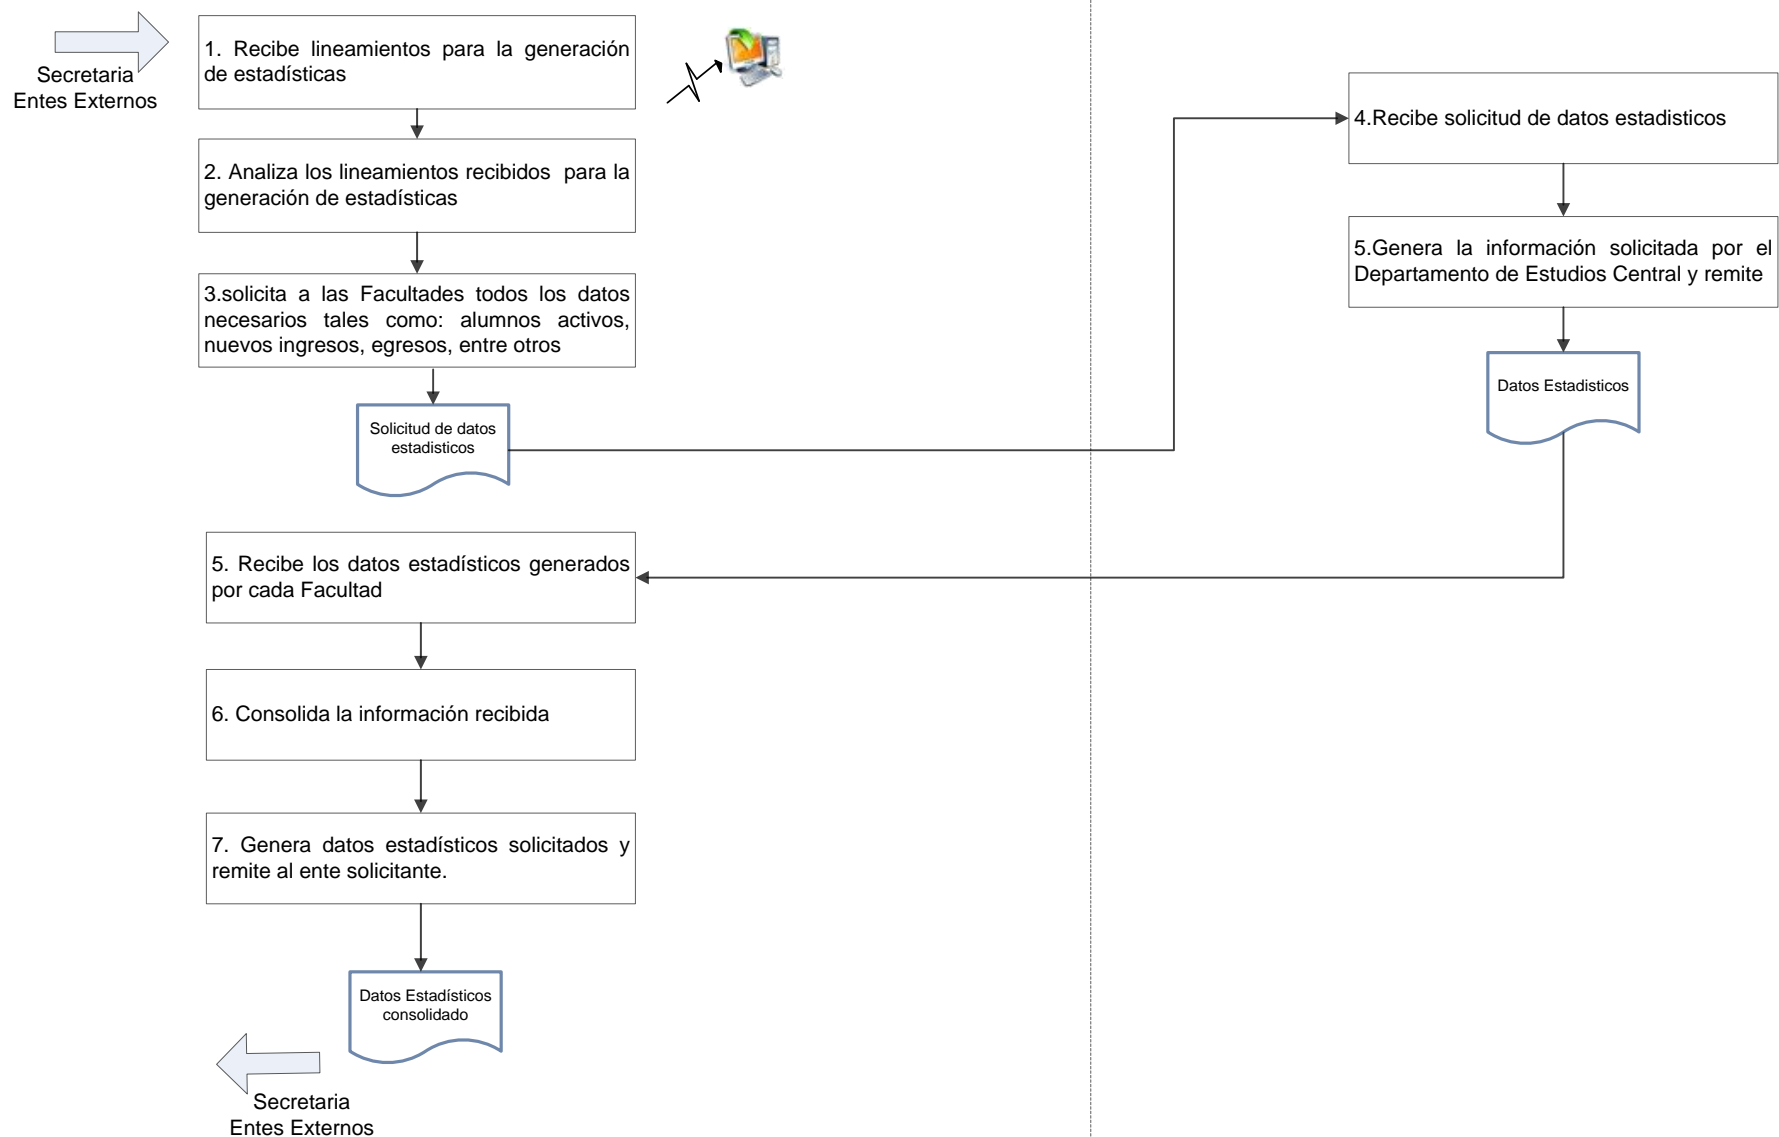 Secretaria
Entes Externos
1. Recibe lineamientos para la generación
de estadísticas
2. Analiza los lineamientos recibidos para la
generación de estadísticas
3.solicita a las Facultades todos los datos
necesarios tales como: alumnos activos,
nuevos ingresos, egresos, entre otros
Solicitud de datos
estadisticos
4.Recibe solicitud de datos estadisticos
5.Genera la información solicitada por el
Departamento de Estudios Central y remite
Datos Estadisticos
5. Recibe los datos estadísticos generados
por cada Facultad
6. Consolida la información recibida
7. Genera datos estadísticos solicitados y
remite al ente solicitante.
Datos Estadísticos
consolidado
Secretaria
Entes Externos